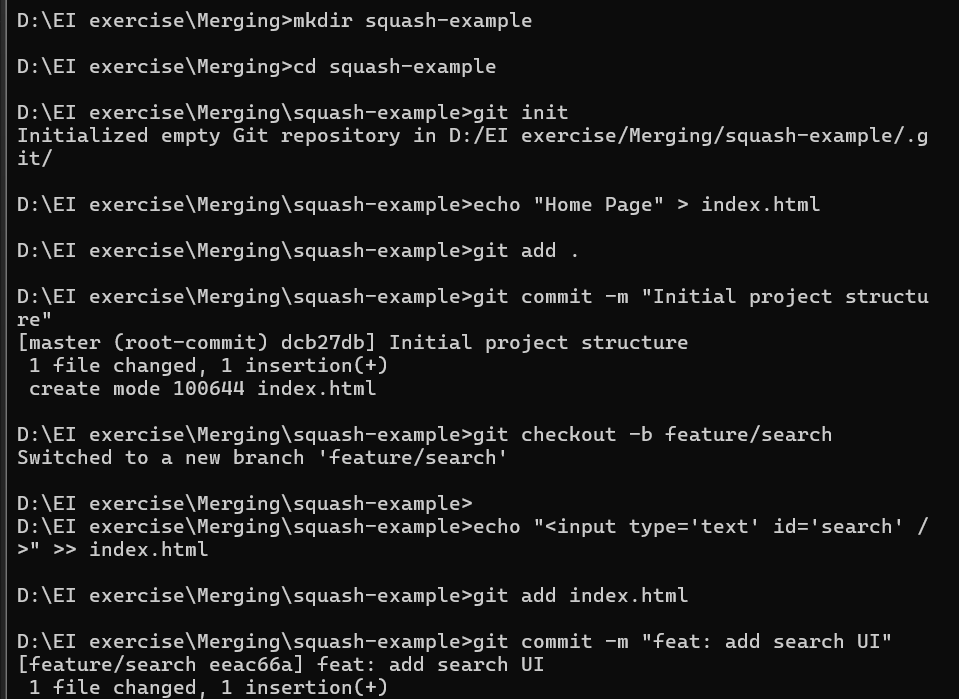 D:\EI exercise\Merging>mkdir squash-example
D:\EI exercise\Merging>cd squash-example
D:\EI exercise\Merging\squash-example>git init
Initialized empty Git repository in D:/EI exercise/Merging/squash-example/.g
it/
D:\EI exercise\Merging\squash-example>echo "Home Page" > index.html
D:\EI exercise\Merging\squash-example>git add .
D:\EI exercise\Merging\squash-example>git commit -m "Initial project structu
re"
[master (root-commit) dcb27db] Initial project structure
 1 file changed, 1 insertion(+)
 create mode 100644 index.html
D:\EI exercise\Merging\squash-example>git checkout -b feature/search
Switched to a new branch 'feature/search'
D:\EI exercise\Merging\squash-example>
D:\EI exercise\Merging\squash-example>echo "<input type='text' id='search' /
>" >> index.html
D:\EI exercise\Merging\squash-example>git add index.html
D:\EI exercise\Merging\squash-example>git commit -m "feat: add search UI"
[feature/search eeac66a] feat: add search UI
 1 file changed, 1 insertion(+)